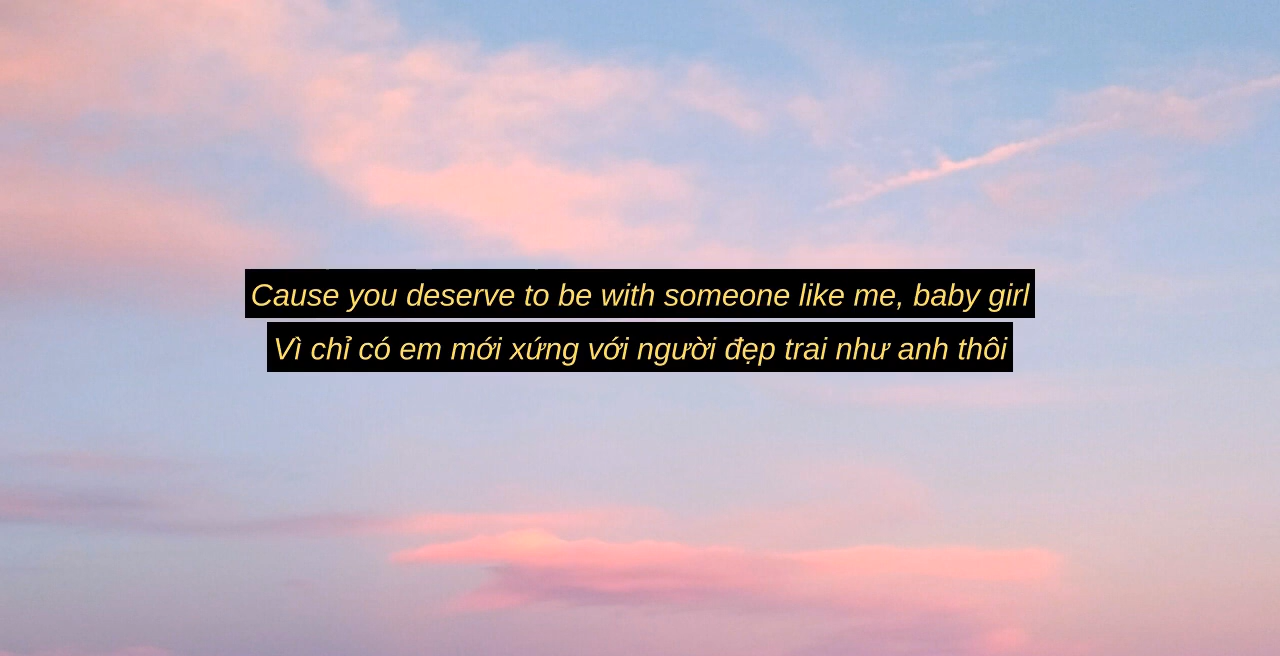 Cause you deserve to be with someone like me, baby girl
Vì chỉ có em mới xứng với người đẹp trai như anh thôi